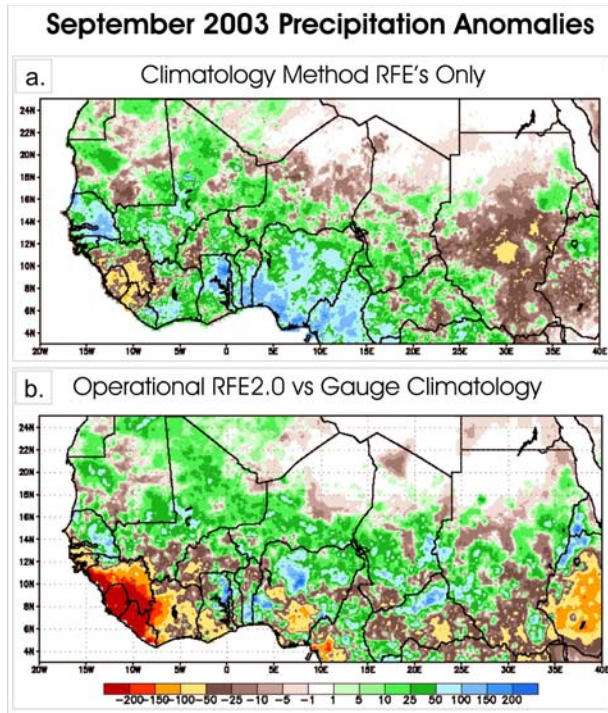 September 2003 Precipitation Anomalies
a. Climatology Method RFE's Only
24N
22N
20N
18N
16N
14N
12N
10N
8N
6N
4N
20W 15W 10W 5W 0 5E 10E 15E 20E 25E 30E 35E 40E
b. Operational RFE2.0 vs Gauge Climatology
24N
22N
20N
18N
16N
14N
12N
10N
8N
6N
4N
20W 15W 10W 5W 0 5E 10E 15E 20E 25E 30E 35E 40E
-200 -150 -100 -50 -25 -10 -5 -1 1 5 10 25 50 100 150 200